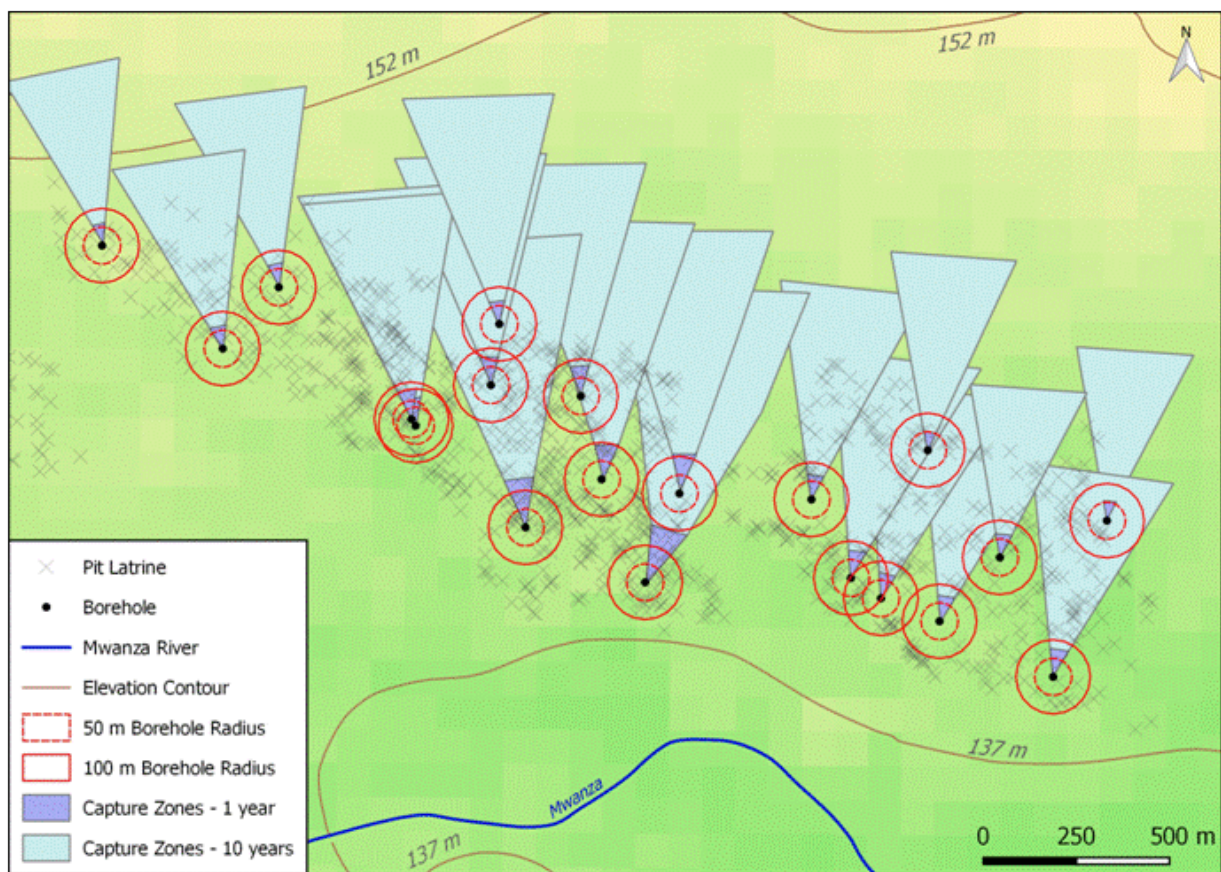 152 m
152 m
N
Pit Latrine
Borehole
Mwanza River
Elevation Contour
50 m Borehole Radius
100 m Borehole Radius
Capture Zones - 1 year
Capture Zones - 10 years
137 m
Mwanza
137 m
0 250 500 m